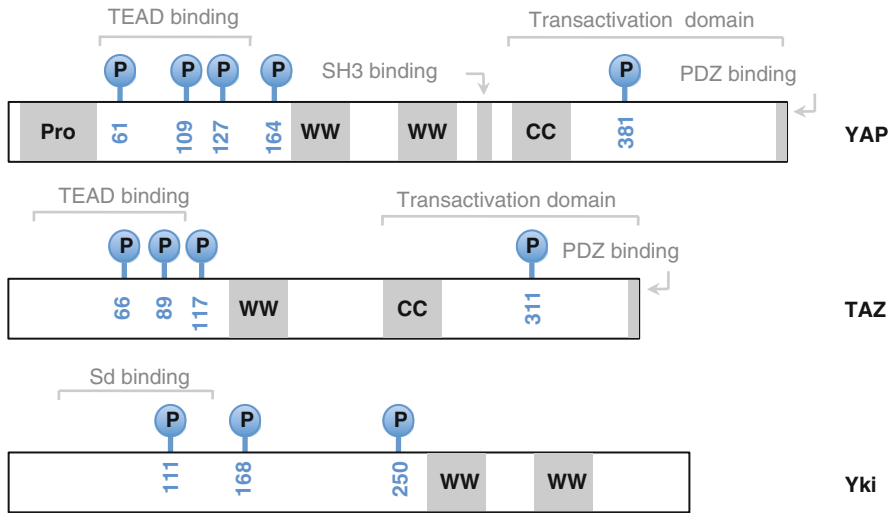 TEAD binding
Transactivation domain
SH3 binding
PDZ binding
P P P P P
Pro 61 109 127 164 WW WW CC 381 YAP
TEAD binding
Transactivation domain
PDZ binding
P P P P
66 89 117 WW CC 311 TAZ
Sd binding
P P P
111 168 250 WW WW Yki